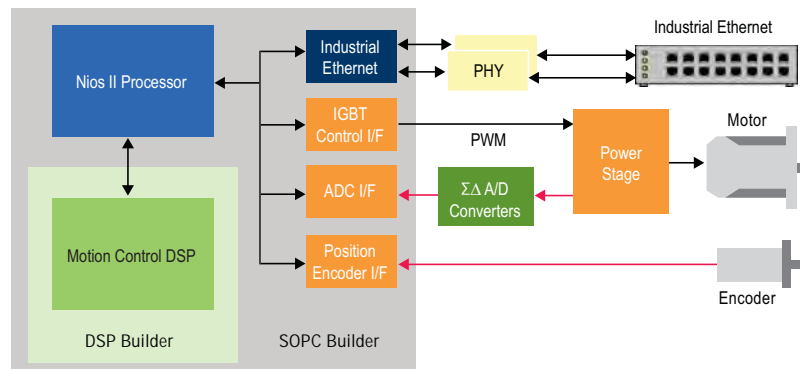 Industrial Ethernet
Nios II Processor
Industrial
Ethernet
PHY
IGBT
Control I/F
PWM
Motor
Power
Stage
ADC I/F
ΣΔ A/D
Converters
Motion Control DSP
Position
Encoder I/F
Encoder
DSP Builder
SOPC Builder